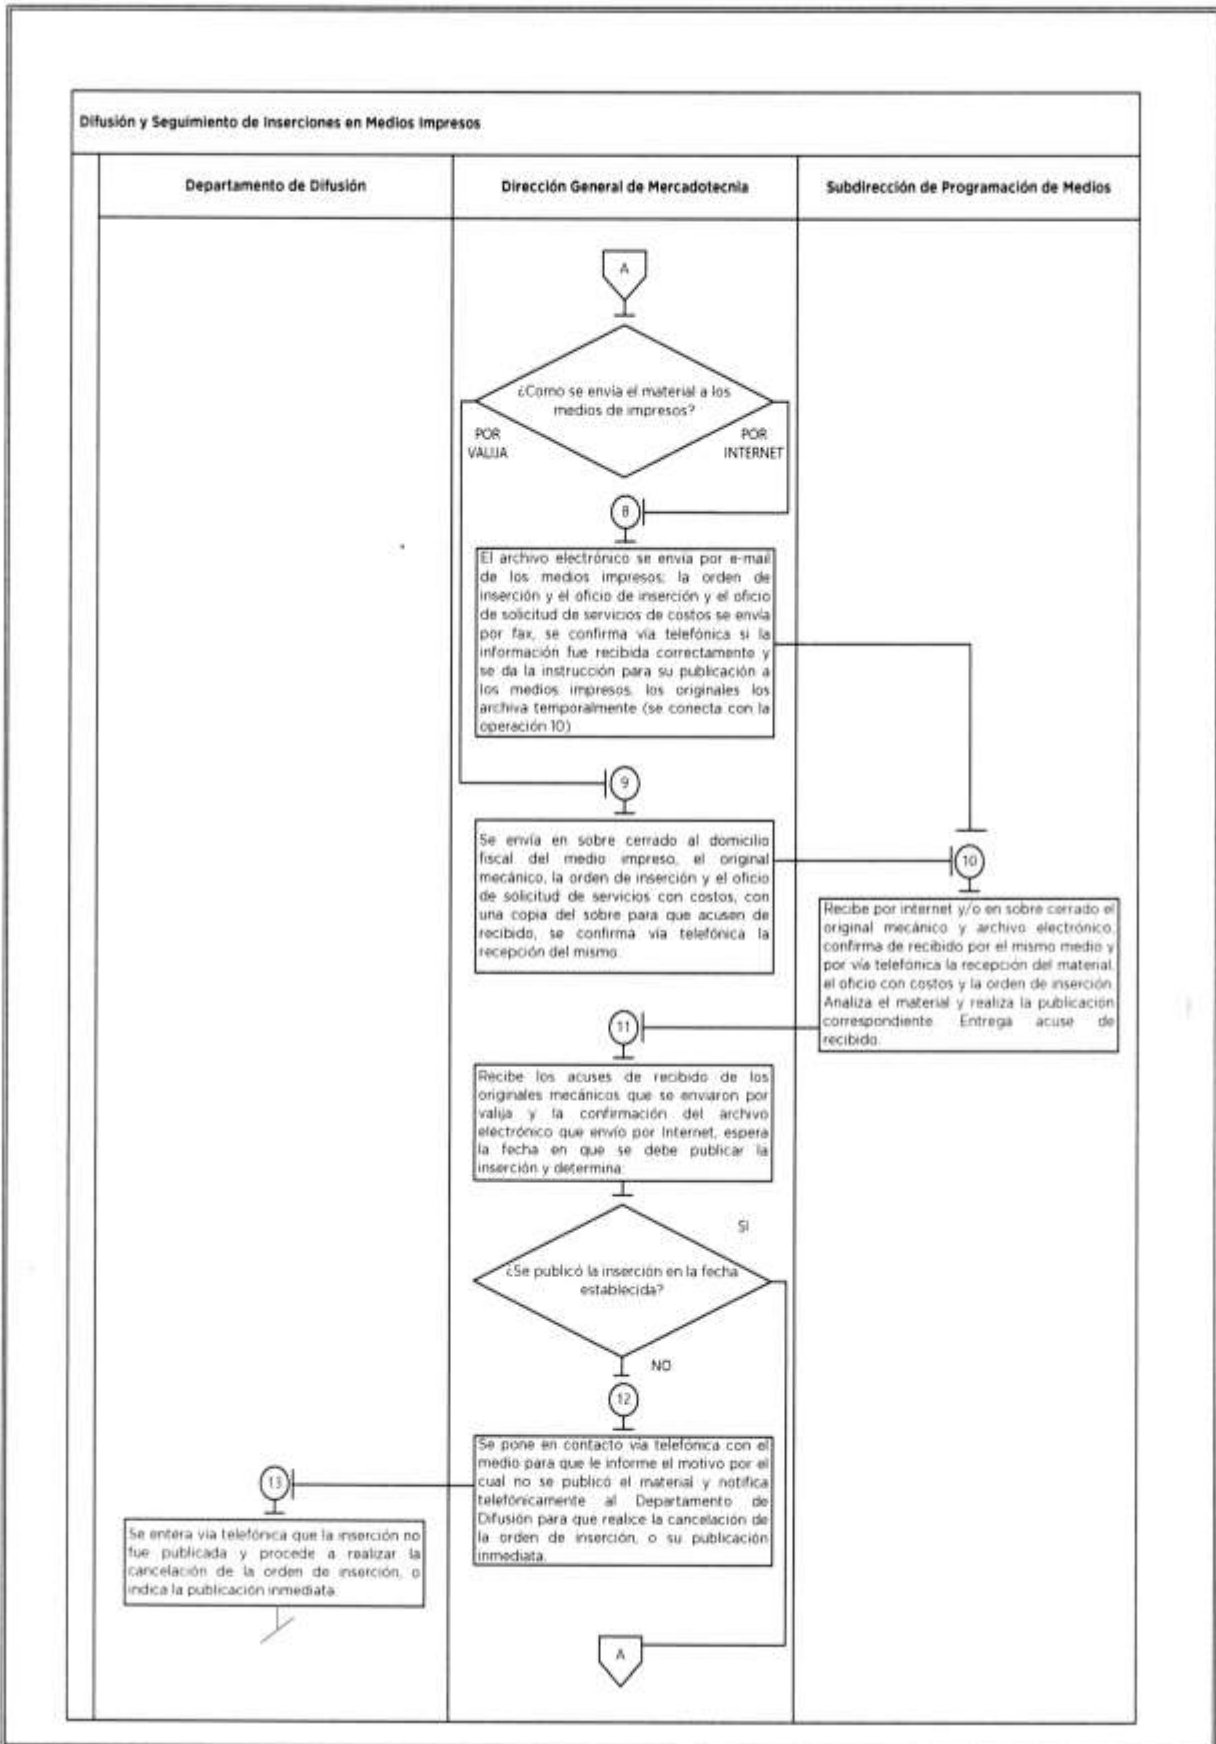 Difusión y Seguimiento de Inserciones en Medios Impresos
Departamento de Difusión
Dirección General de Mercadotecnia
Subdirección de Programación de Medios
A
¿Como se envía el material a los
medios de impresos?
POR
VALIJA
POR
INTERNET
8
El archivo electrónico se envía por e-mail
de los medios impresos; la orden de
inserción y el oficio de inserción y el oficio
de solicitud de servicios de costos se envía
por fax, se confirma vía telefónica si la
información fue recibida correctamente y
se da la instrucción para su publicación a
los medios impresos, los originales los
archiva temporalmente (se conecta con la
operación 10)
9
Se envía en sobre cerrado al domicilio
fiscal del medio impreso, el original
mecánico, la orden de inserción y el oficio
de solicitud de servicios con costos, con
una copia del sobre para que acusen de
recibido, se confirma vía telefónica la
recepción del mismo.
10
Recibe por internet y/o en sobre cerrado el
original mecánico y archivo electrónico,
confirma de recibido por el mismo medio y
por vía telefónica la recepción del material,
el oficio con costos y la orden de inserción.
Analiza el material y realiza la publicación
correspondiente. Entrega acuse de
recibido.
11
Recibe los acuses de recibido de los
originales mecánicos que se enviaron por
valija y la confirmación del archivo
electrónico que envío por Internet, espera
la fecha en que se debe publicar la
inserción y determina:
SI
¿Se publicó la inserción en la fecha
establecida?
NO
12
Se pone en contacto vía telefónica con el
medio para que le informe el motivo por el
cual no se publicó el material y notifica
telefónicamente al Departamento de
Difusión para que realice la cancelación de
la orden de inserción, o su publicación
inmediata.
13
Se entera vía telefónica que la inserción no
fue publicada y procede a realizar la
cancelación de la orden de inserción, o
indica la publicación inmediata.
A